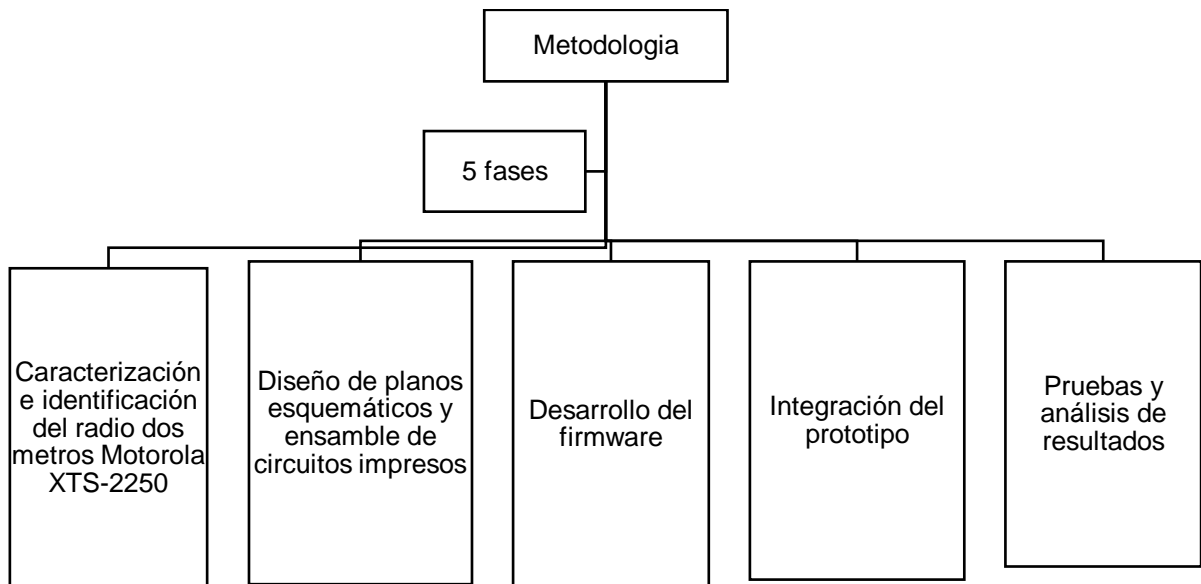 Metodologia
5 fases
Caracterización
e identificación
del radio dos
metros Motorola
XTS-2250
Diseño de planos
esquemáticos y
ensamble de
circuitos impresos
Desarrollo del
firmware
Integración del
prototipo
Pruebas y
análisis de
resultados